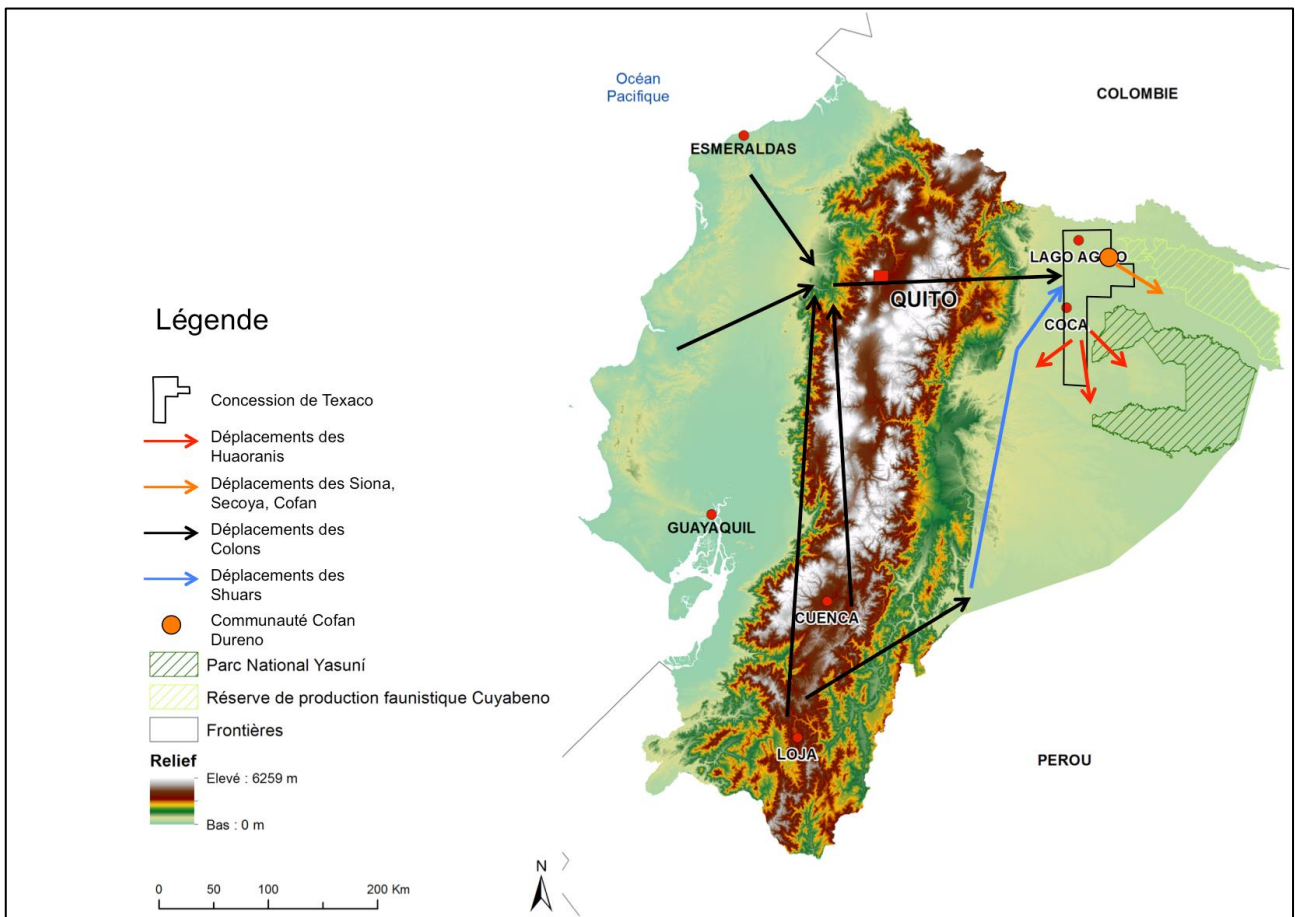 Océan
Pacifique
COLOMBIE
ESMERALDAS
LAGO AGRIO
QUITO
COCA
GUAYAQUIL
CUENCA
LOJA
PEROU
Légende
Concession de Texaco
Déplacements des
Huaoranis
Déplacements des Siona,
Secoya, Cofan
Déplacements des
Colons
Déplacements des
Shuars
Communauté Cofan
Dureno
Parc National Yasuní
Réserve de production faunistique Cuyabeno
Frontières
Relief
Elevé : 6259 m
Bas : 0 m
N
0 50 100 200 Km